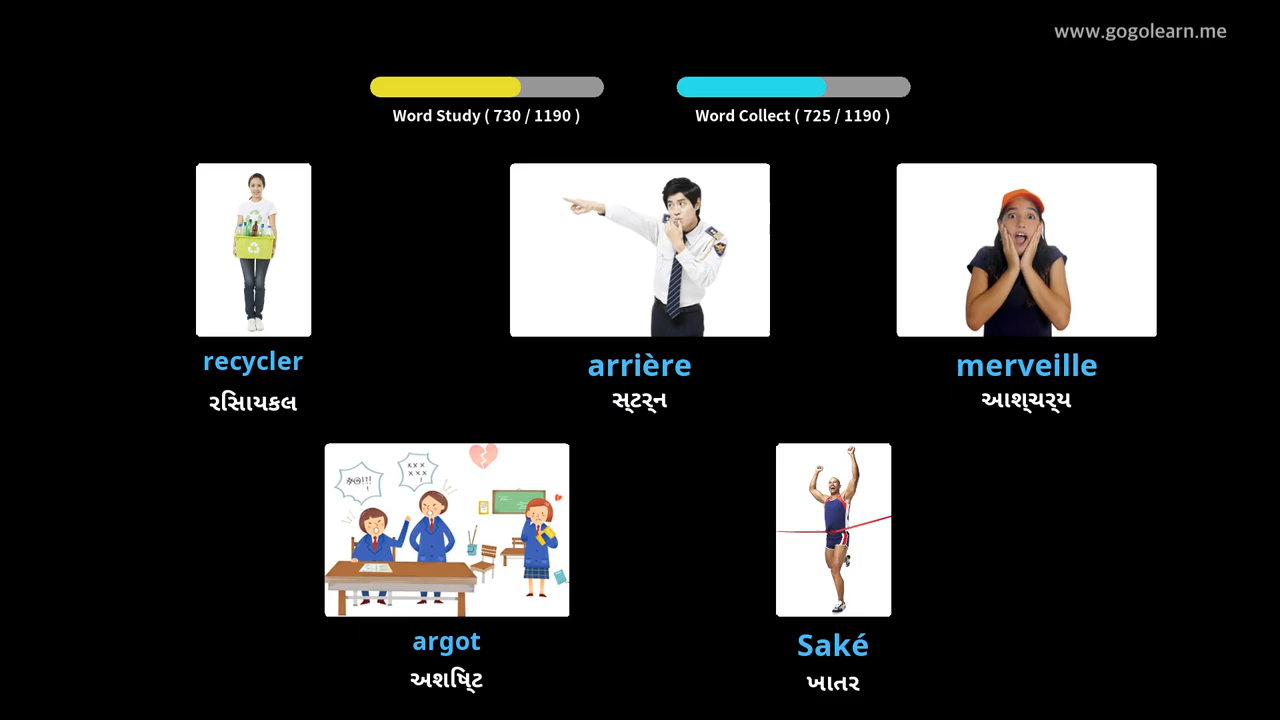 www.gogolearn.me
Word Study ( 730 / 1190 )
Word Collect ( 725 / 1190 )
recycler
arrière
merveille
રિસાયકલ
સ્ટર્ન
આશ્ચર્ય
argot
Saké
અશિષ્ટ
ખાતર